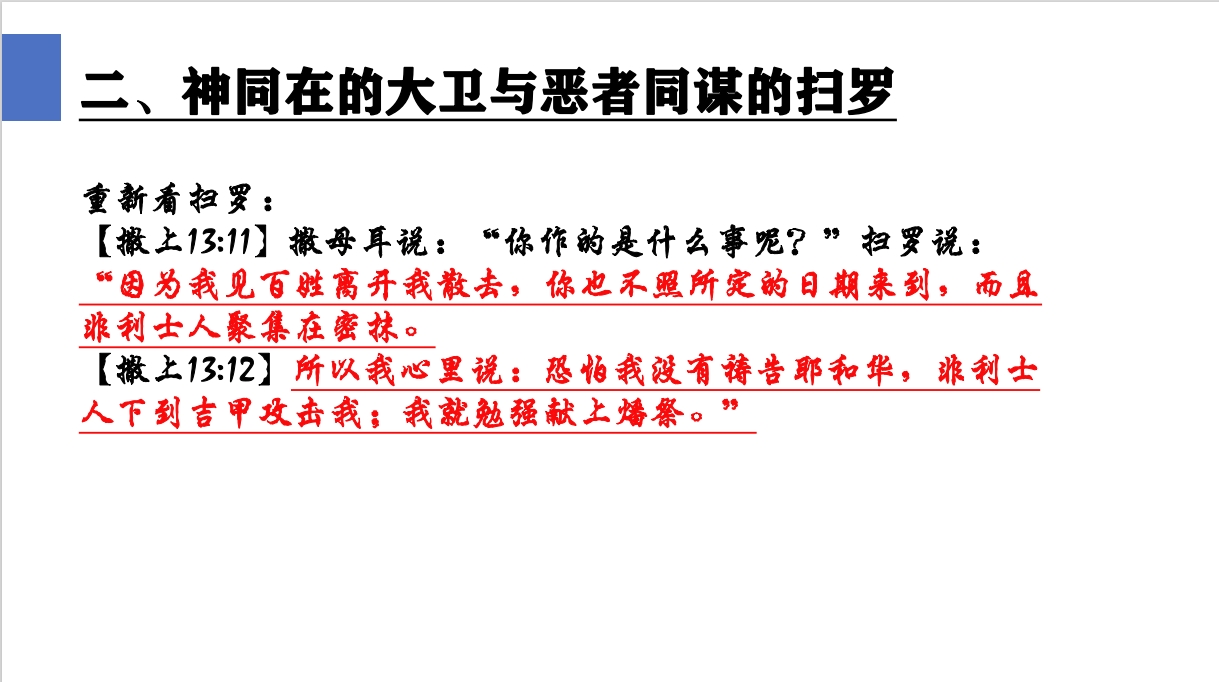 二、神同在的大卫与恶者同谋的扫罗
重新看扫罗：
【撒上13:11】撒母耳说：“你作的是什么事呢？”扫罗说：
“因为我见百姓离开我散去，你也不照所定的日期来到，而且
非利士人聚集在密抹。
【撒上13:12】所以我心里说：恐怕我没有祷告耶和华，非利士
人下到吉甲攻击我；我就勉强献上燔祭。”